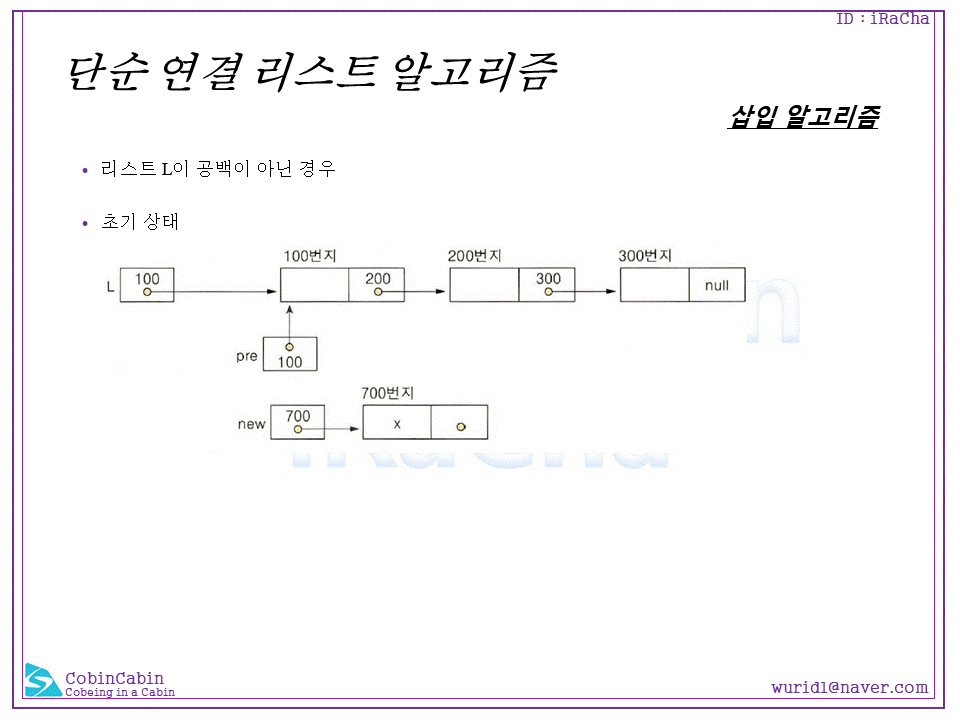 ID : iRaCha
단순 연결 리스트 알고리즘
삽입 알고리즘
• 리스트 L이 공백이 아닌 경우
• 초기 상태
100번지 200번지 300번지
L 100 200 300 null
pre 100
700번지
new 700 x
iRaCha
CobinCabin
Cobeing in a Cabin
wuridl@naver.com